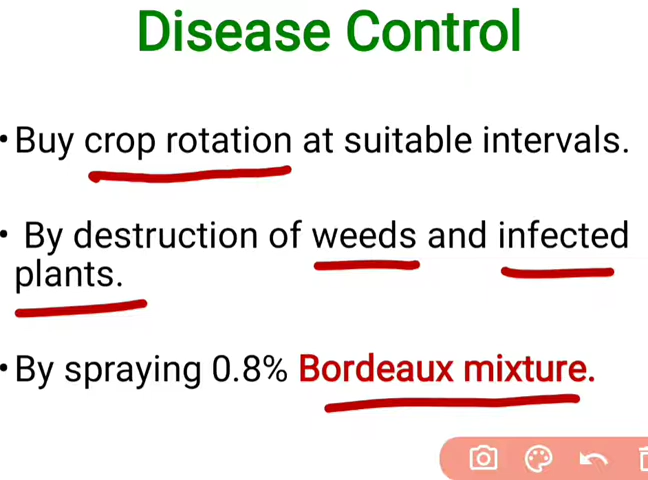 Disease Control
•Buy crop rotation at suitable intervals.
• By destruction of weeds and infected
plants.
•By spraying 0.8% Bordeaux mixture.